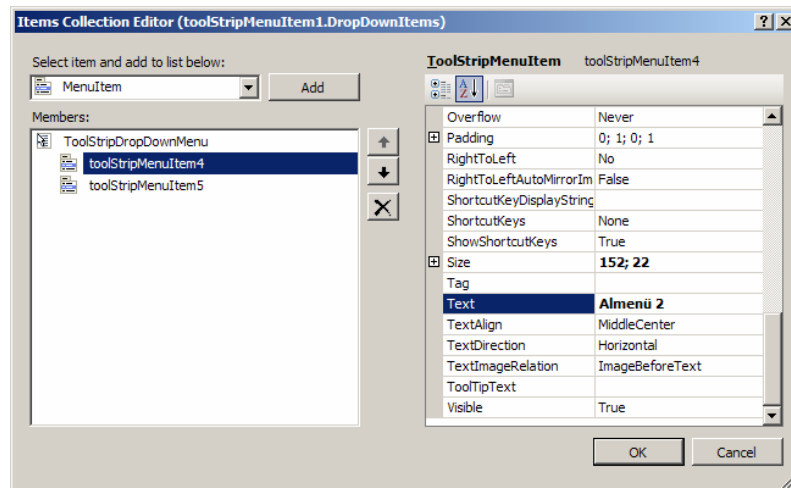 Items Collection Editor (toolStripMenuItem1.DropDownItems)
Select item and add to list below:
MenuItem
Add
Members:
ToolStripDropDownMenu
toolStripMenuItem4
toolStripMenuItem5
ToolStripMenuItem toolStripMenuItem4
Overflow Never
Padding 0; 1; 0; 1
RightToLeft No
RightToLeftAutoMirrorIm False
ShortcutKeyDisplayString
ShortcutKeys None
ShowShortcutKeys True
Size 152; 22
Tag
Text Almenü 2
TextAlign MiddleCenter
TextDirection Horizontal
TextImageRelation ImageBeforeText
ToolTipText
Visible True
OK Cancel